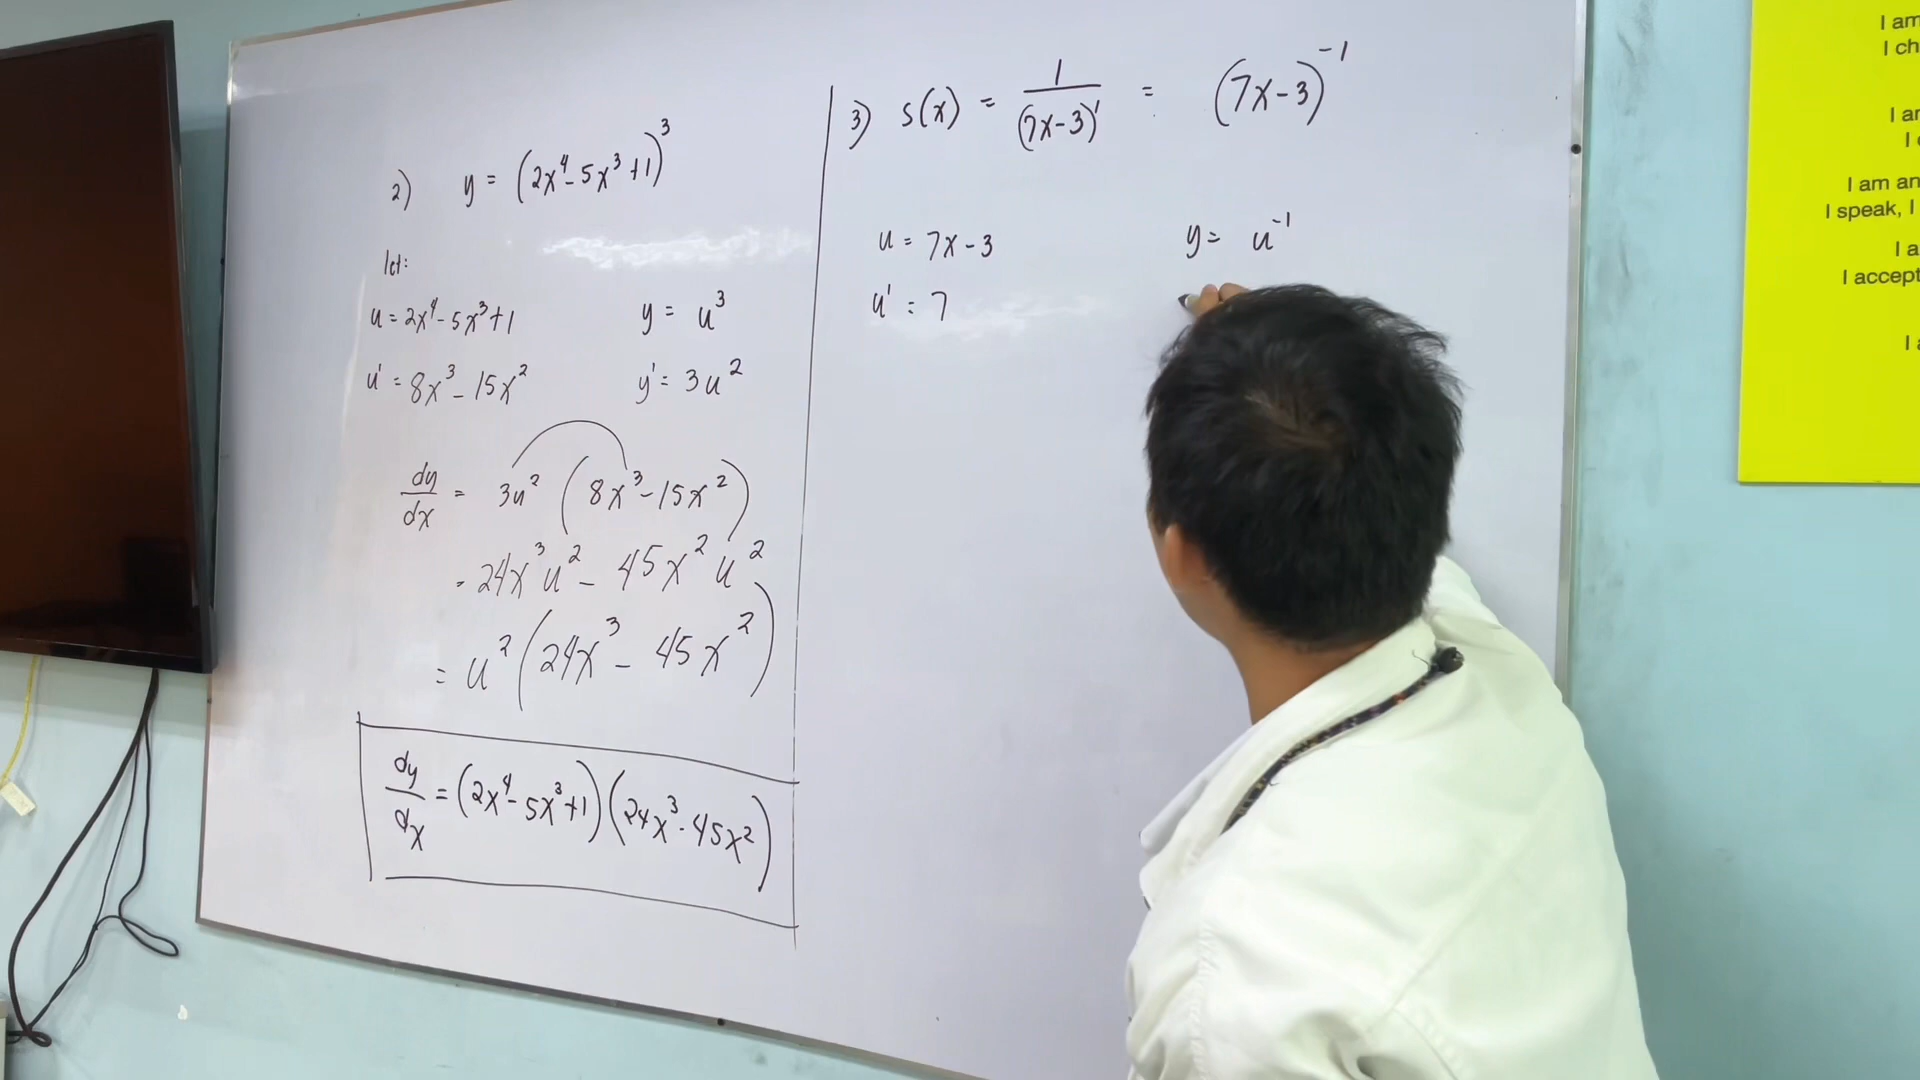 2) y = (2x⁴ - 5x³ + 1)³
let:
u = 2x⁴ - 5x³ + 1
y = u³
u' = 8x³ - 15x²
y' = 3u²
dy/dx = 3u² (8x³ - 15x²)
= 24x³u² - 45x²u²
= u² (24x³ - 45x²)
dy/dx = (2x⁴ - 5x³ + 1)(24x³ - 45x²)
3) s(x) = 1/(7x-3)¹ = (7x-3)⁻¹
u = 7x - 3
y = u⁻¹
u' = 7
I am
I ch
I
I am an
I speak, I
I a
I accept
I